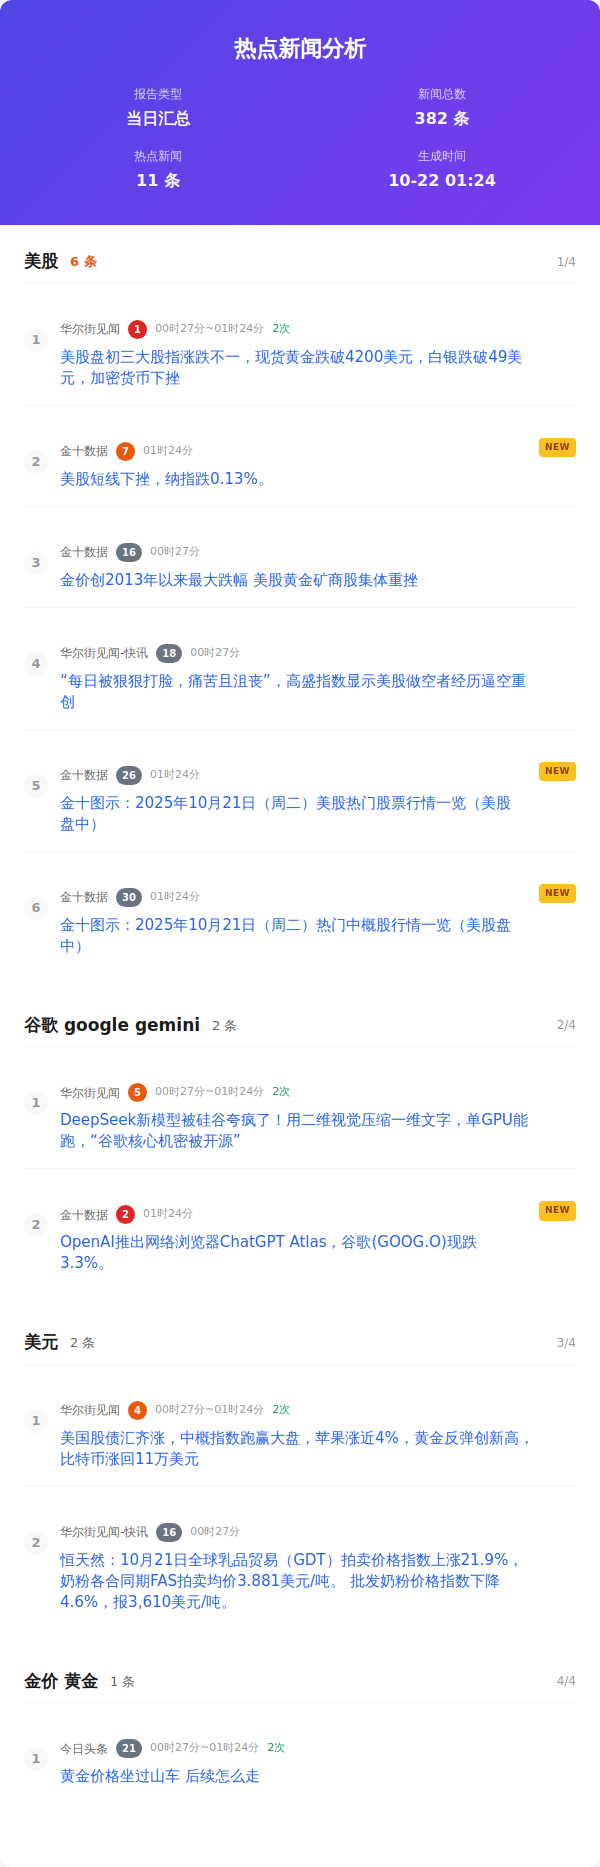 热点新闻分析
报告类型
当日汇总
新闻总数
382 条
热点新闻
11 条
生成时间
10-22 01:24
美股 6 条 1/4
1 华尔街见闻 1 00时27分~01时24分 2次
美股盘初三大股指涨跌不一，现货黄金跌破4200美元，白银跌破49美
元，加密货币下挫
2 金十数据 7 01时24分 NEW
美股短线下挫，纳指跌0.13%。
3 金十数据 16 00时27分
金价创2013年以来最大跌幅 美股黄金矿商股集体重挫
4 华尔街见闻-快讯 18 00时27分
“每日被狠狠打脸，痛苦且沮丧”，高盛指数显示美股做空者经历逼空重
创
5 金十数据 26 01时24分 NEW
金十图示：2025年10月21日（周二）美股热门股票行情一览（美股
盘中）
6 金十数据 30 01时24分 NEW
金十图示：2025年10月21日（周二）热门中概股行情一览（美股盘
中）
谷歌 google gemini 2 条 2/4
1 华尔街见闻 5 00时27分~01时24分 2次
DeepSeek新模型被硅谷夸疯了！用二维视觉压缩一维文字，单GPU能
跑，“谷歌核心机密被开源”
2 金十数据 2 01时24分 NEW
OpenAI推出网络浏览器ChatGPT Atlas，谷歌(GOOG.O)现跌
3.3%。
美元 2 条 3/4
1 华尔街见闻 4 00时27分~01时24分 2次
美国股债汇齐涨，中概指数跑赢大盘，苹果涨近4%，黄金反弹创新高，
比特币涨回11万美元
2 华尔街见闻-快讯 16 00时27分
恒天然：10月21日全球乳品贸易（GDT）拍卖价格指数上涨21.9%，
奶粉各合同期FAS拍卖均价3.881美元/吨。 批发奶粉价格指数下降
4.6%，报3,610美元/吨。
金价 黄金 1 条 4/4
1 今日头条 21 00时27分~01时24分 2次
黄金价格坐过山车 后续怎么走